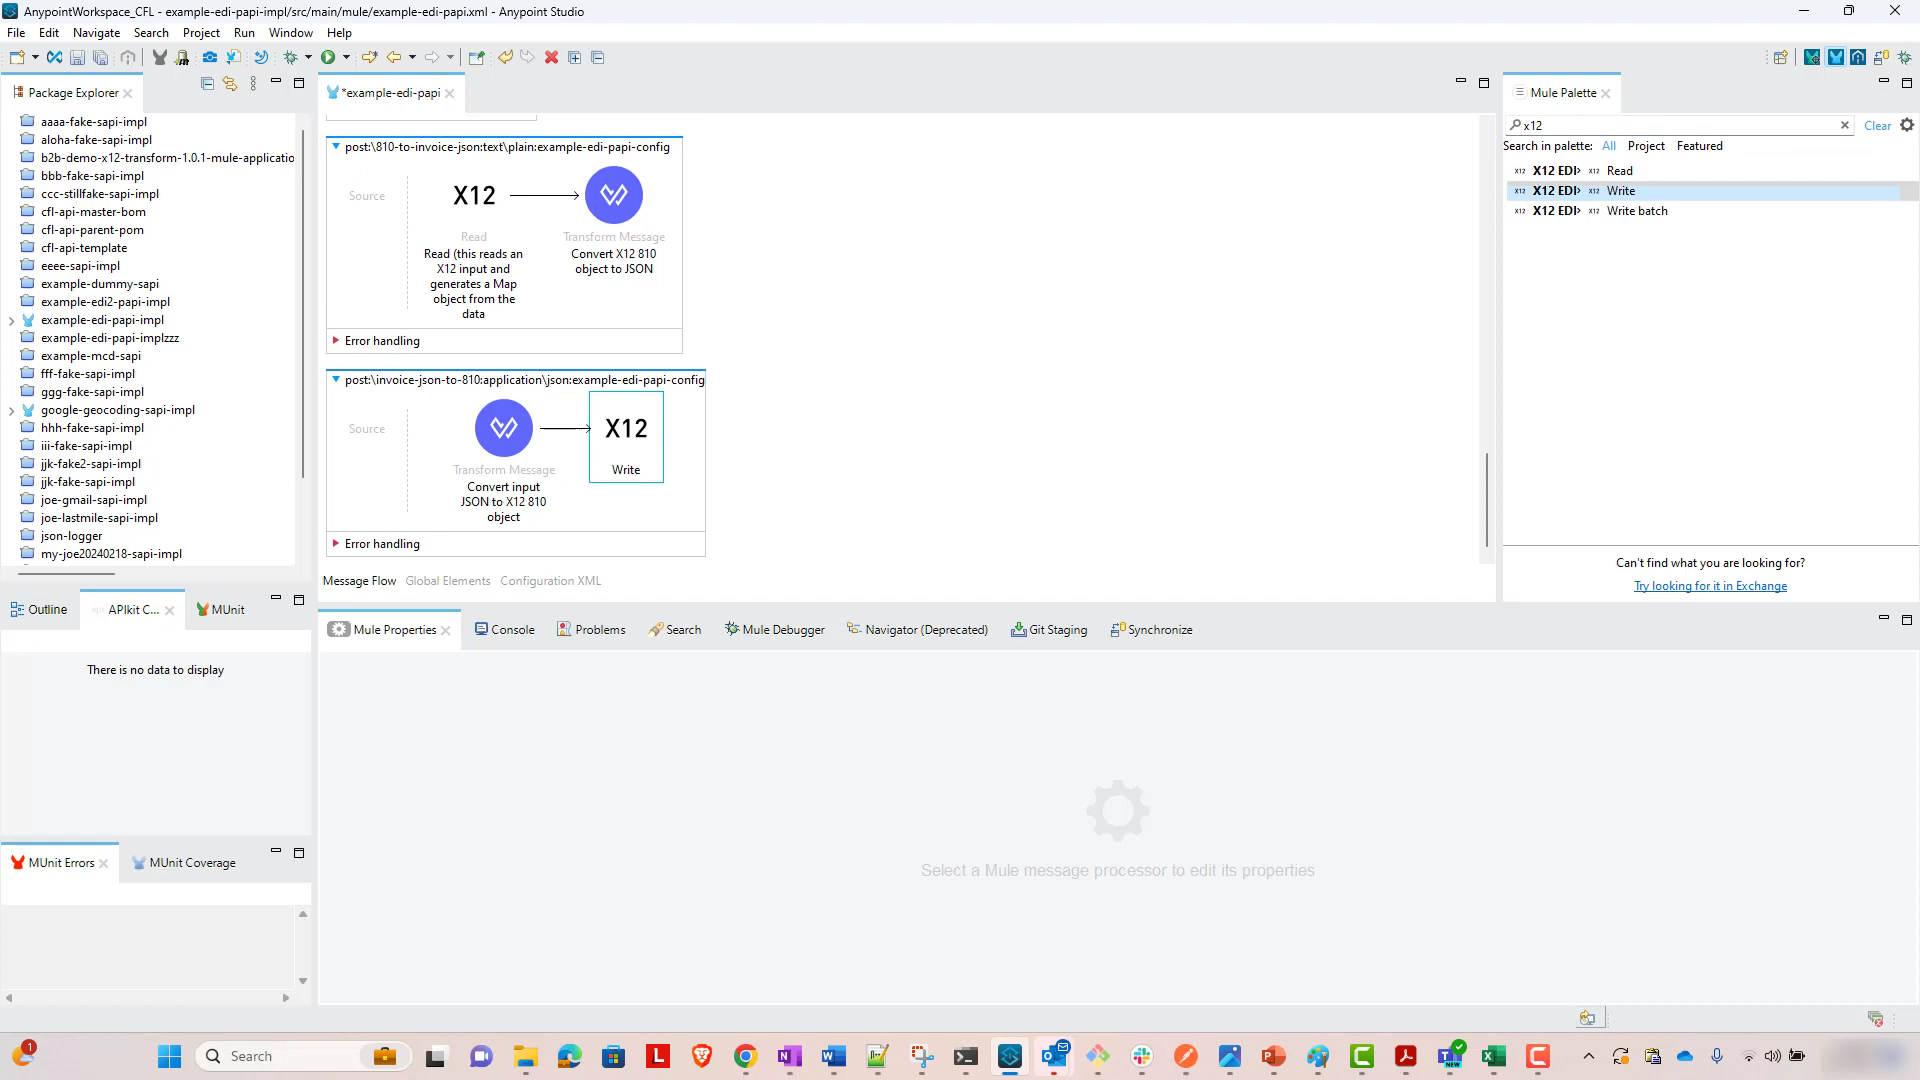 AnypointWorkspace_CFL - example-edi-papi-impl/src/main/mule/example-edi-papi.xml - Anypoint Studio
File Edit Navigate Search Project Run Window Help
Package Explorer
aaaa-fake-sapi-impl
aloha-fake-sapi-impl
b2b-demo-x12-transform-1.0.1-mule-applicatio
bbb-fake-sapi-impl
ccc-stillfake-sapi-impl
cfl-api-master-bom
cfl-api-parent-pom
cfl-api-template
eeee-sapi-impl
example-dummy-sapi
example-edi2-papi-impl
example-edi-papi-impl
example-edi-papi-implzzz
example-mcd-sapi
fff-fake-sapi-impl
ggg-fake-sapi-impl
google-geocoding-sapi-impl
hhh-fake-sapi-impl
iii-fake-sapi-impl
jjk-fake2-sapi-impl
jjk-fake-sapi-impl
joe-gmail-sapi-impl
joe-lastmile-sapi-impl
json-logger
my-joe20240218-sapi-impl
*example-edi-papi
post:\810-to-invoice-json:text\plain:example-edi-papi-config
Source
X12
Read
Read (this reads an
X12 input and
generates a Map
object from the
data
Transform Message
Convert X12 810
object to JSON
Error handling
post:\invoice-json-to-810:application\json:example-edi-papi-config
Source
Transform Message
Convert input
JSON to X12 810
object
X12
Write
Error handling
Message Flow Global Elements Configuration XML
Mule Palette
x12
Clear
Search in palette: All Project Featured
X12 X12 EDI> X12 Read
X12 X12 EDI> X12 Write
X12 X12 EDI> X12 Write batch
Can't find what you are looking for?
Try looking for it in Exchange
Outline APIkit C... MUnit
There is no data to display
MUnit Errors MUnit Coverage
Mule Properties Console Problems Search Mule Debugger Navigator (Deprecated) Git Staging Synchronize
Select a Mule message processor to edit its properties
1
Search
NEW